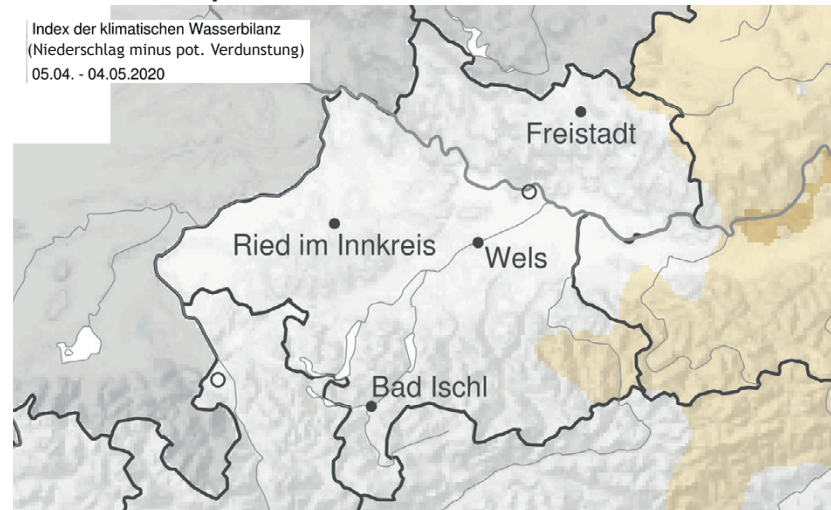 Index der klimatischen Wasserbilanz
(Niederschlag minus pot. Verdunstung)
05.04. - 04.05.2020
Freistadt
Ried im Innkreis
Wels
Bad Ischl